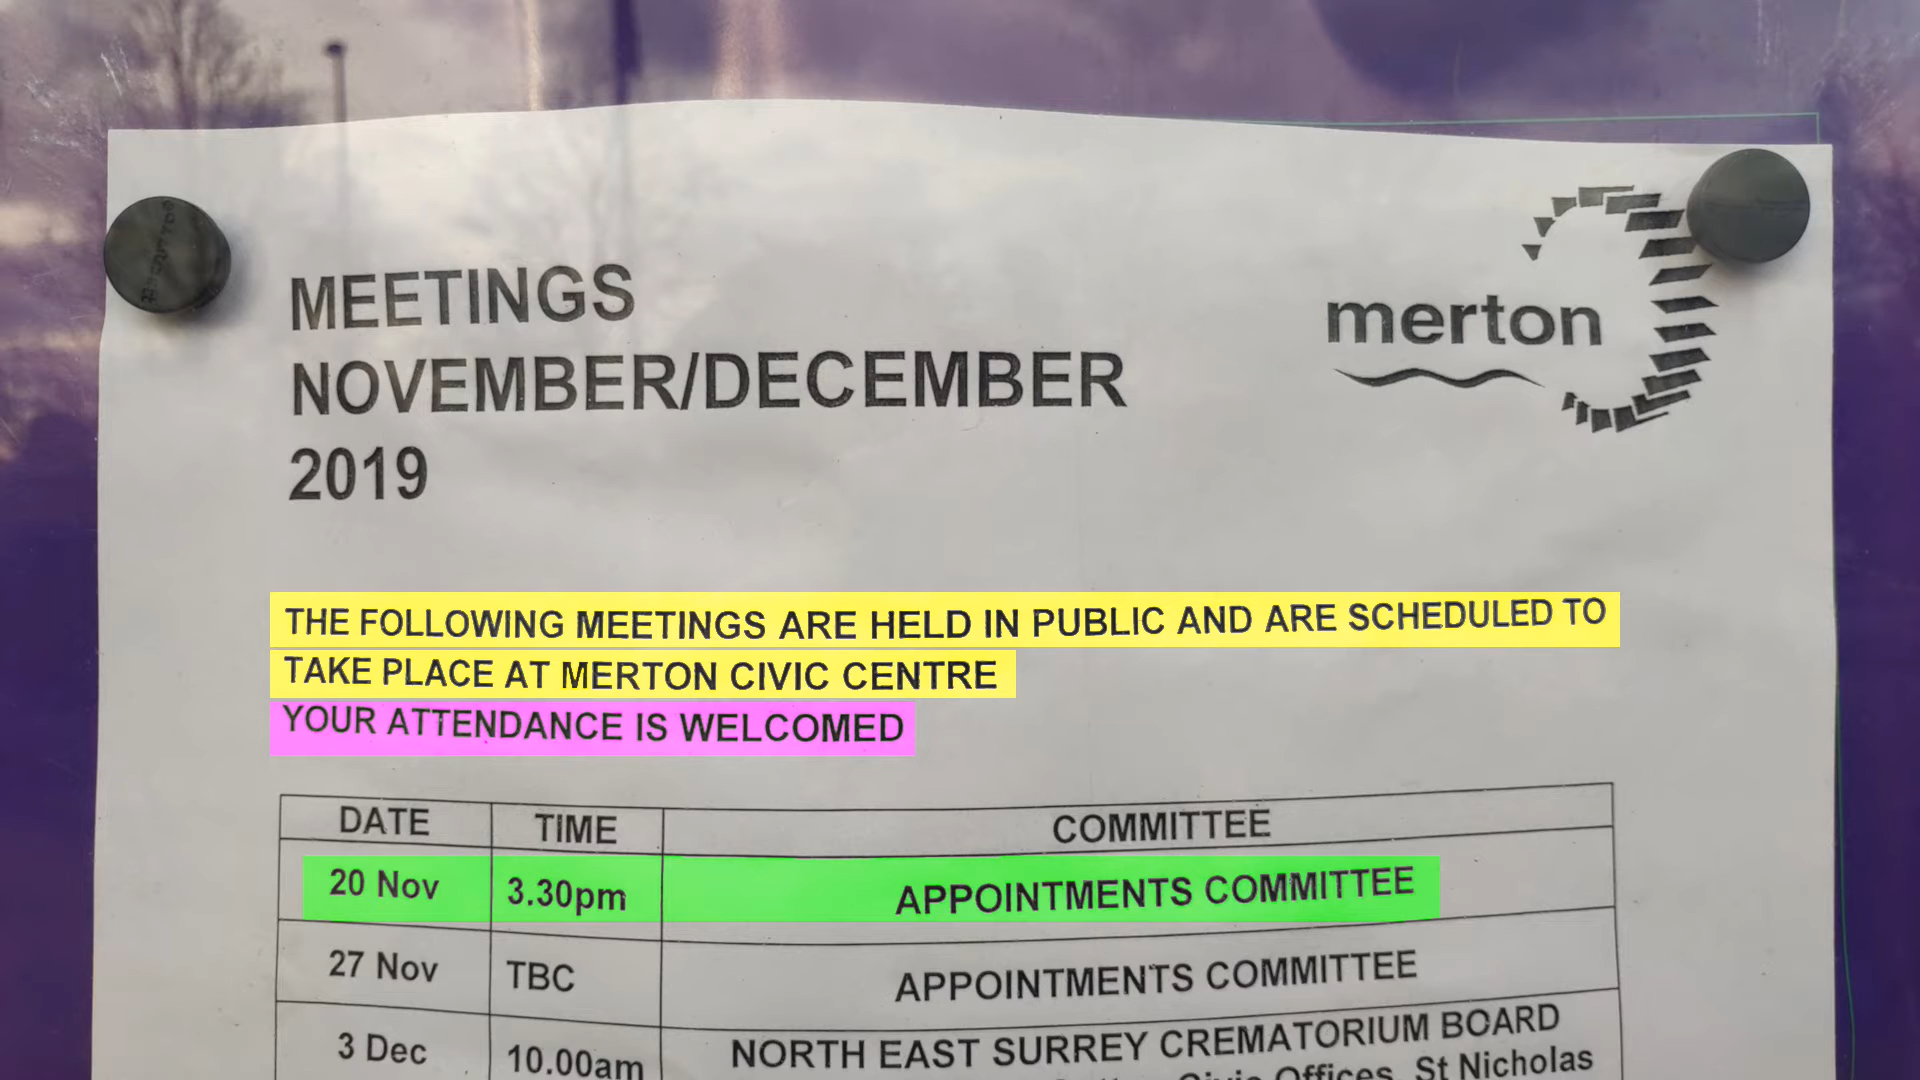 MEETINGS
NOVEMBER/DECEMBER
2019
merton
THE FOLLOWING MEETINGS ARE HELD IN PUBLIC AND ARE SCHEDULED TO
TAKE PLACE AT MERTON CIVIC CENTRE
YOUR ATTENDANCE IS WELCOMED
DATE TIME COMMITTEE
20 Nov 3.30pm APPOINTMENTS COMMITTEE
27 Nov TBC APPOINTMENTS COMMITTEE
3 Dec 10.00am NORTH EAST SURREY CREMATORIUM BOARD
Civic Offices, St Nicholas